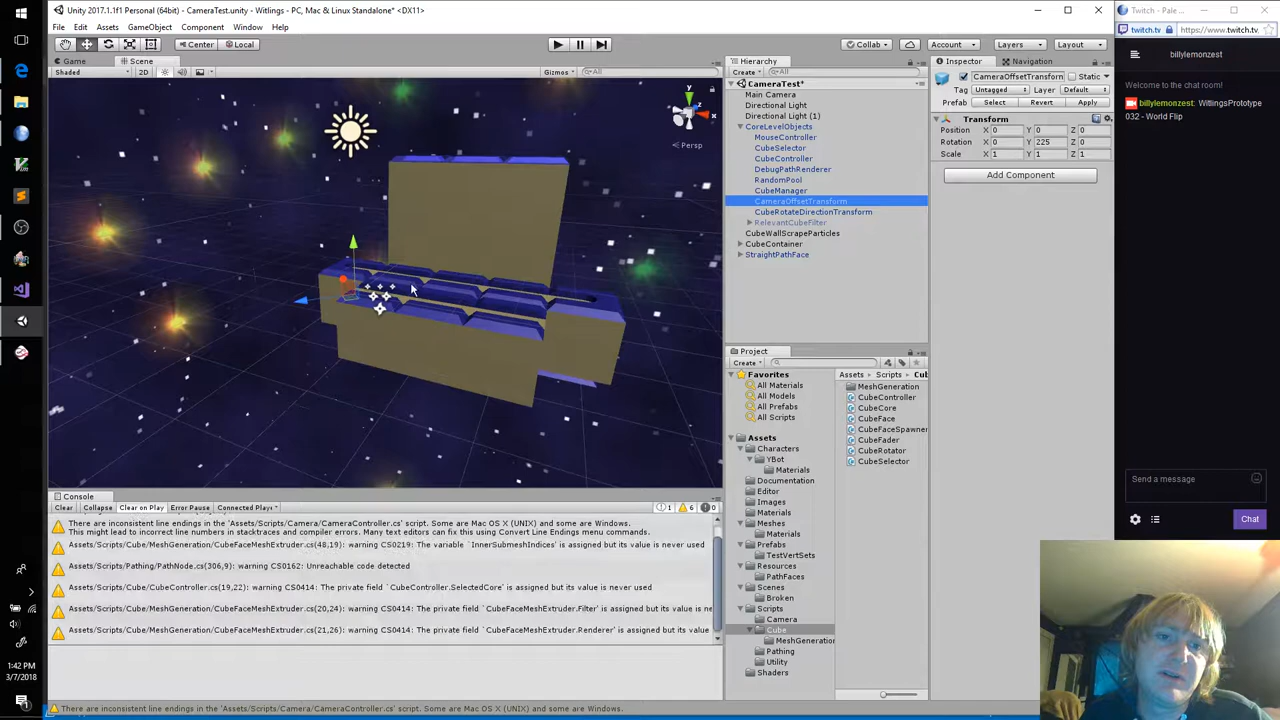 Unity 2017.1.1f1 Personal (64bit) - CameraTest.unity - Witlings - PC, Mac & Linux Standalone* <DX11>
File Edit Assets GameObject Component Window Help
Center Local Collab Account Layers Layout
Game Scene
Shaded 2D Gizmos All
y
z
x
Persp
Hierarchy
Create All
CameraTest*
Main Camera
Directional Light
Directional Light (1)
CoreLevelObjects
MouseController
CubeSelector
CubeController
DebugPathRenderer
RandomPool
CubeManager
CameraOffsetTransform
CubeRotateDirectionTransform
RelevantCubeFilter
CubeWallScrapeParticles
CubeContainer
StraightPathFace
Inspector Navigation
CameraOffsetTransform Static
Tag Untagged Layer Default
Prefab Select Revert Apply
Transform
Position X 0 Y 0 Z 0
Rotation X 0 Y 225 Z 0
Scale X 1 Y 1 Z 1
Add Component
Project
Create
Favorites
All Materials
All Models
All Prefabs
All Scripts
Assets
Characters
YBot
Materials
Documentation
Editor
Images
Materials
Meshes
Materials
Prefabs
TestVertSets
Resources
PathFaces
Scenes
Broken
Scripts
Camera
Cube
MeshGeneration
Pathing
Utility
Shaders
Assets Scripts Cub
MeshGeneration
CubeController
CubeCore
CubeFace
CubeFaceSpawner
CubeFader
CubeRotator
CubeSelector
Console
Clear Collapse Clear on Play Error Pause Connected Play 1 6 0
There are inconsistent line endings in the 'Assets/Scripts/Camera/CameraController.cs' script. Some are Mac OS X (UNIX) and some are Windows.
This might lead to incorrect line numbers in stacktraces and compiler errors. Many text editors can fix this using Convert Line Endings menu commands.
Assets/Scripts/Cube/MeshGeneration/CubeFaceMeshExtruder.cs(48,19): warning CS0219: The variable `InnerSubmeshIndices' is assigned but its value is never used
Assets/Scripts/Pathing/PathNode.cs(306,9): warning CS0162: Unreachable code detected
Assets/Scripts/Cube/CubeController.cs(19,22): warning CS0414: The private field `CubeController.SelectedCore' is assigned but its value is never used
Assets/Scripts/Cube/MeshGeneration/CubeFaceMeshExtruder.cs(20,24): warning CS0414: The private field `CubeFaceMeshExtruder.Filter' is assigned but its value is ne
Assets/Scripts/Cube/MeshGeneration/CubeFaceMeshExtruder.cs(21,26): warning CS0414: The private field `CubeFaceMeshExtruder.Renderer' is assigned but its value
There are inconsistent line endings in the 'Assets/Scripts/Camera/CameraController.cs' script. Some are Mac OS X (UNIX) and some are Windows.
1:42 PM
3/7/2018
Twitch - Pale
twitch.tv https://www.twitch.tv
billylemonzest
Welcome to the chat room!
billylemonzest: WitlingsPrototype
032 - World Flip
Send a message
Chat